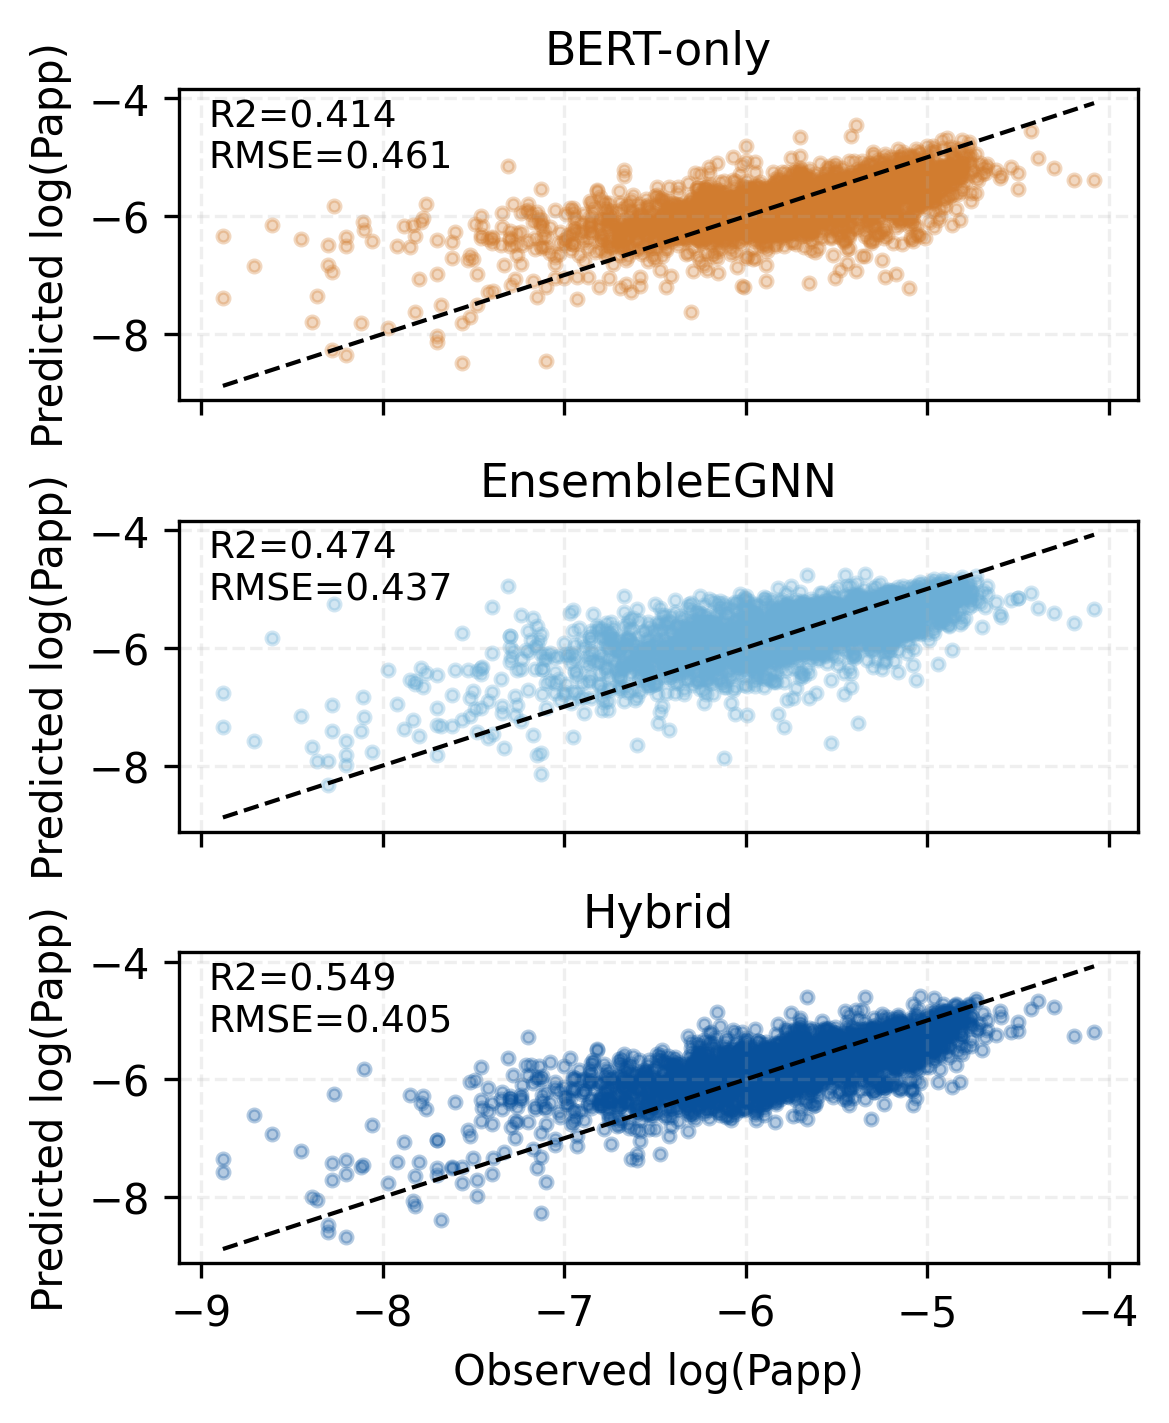 BERT-only
R2=0.414
RMSE=0.461
Predicted log(Papp)
−4
−6
−8
EnsembleEGNN
R2=0.474
RMSE=0.437
Predicted log(Papp)
−4
−6
−8
Hybrid
R2=0.549
RMSE=0.405
Predicted log(Papp)
−4
−6
−8
−9 −8 −7 −6 −5 −4
Observed log(Papp)